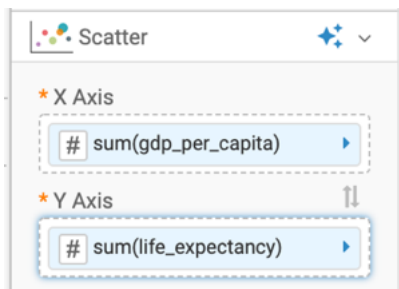 Scatter
* X Axis
# sum(gdp_per_capita)
* Y Axis
# sum(life_expectancy)